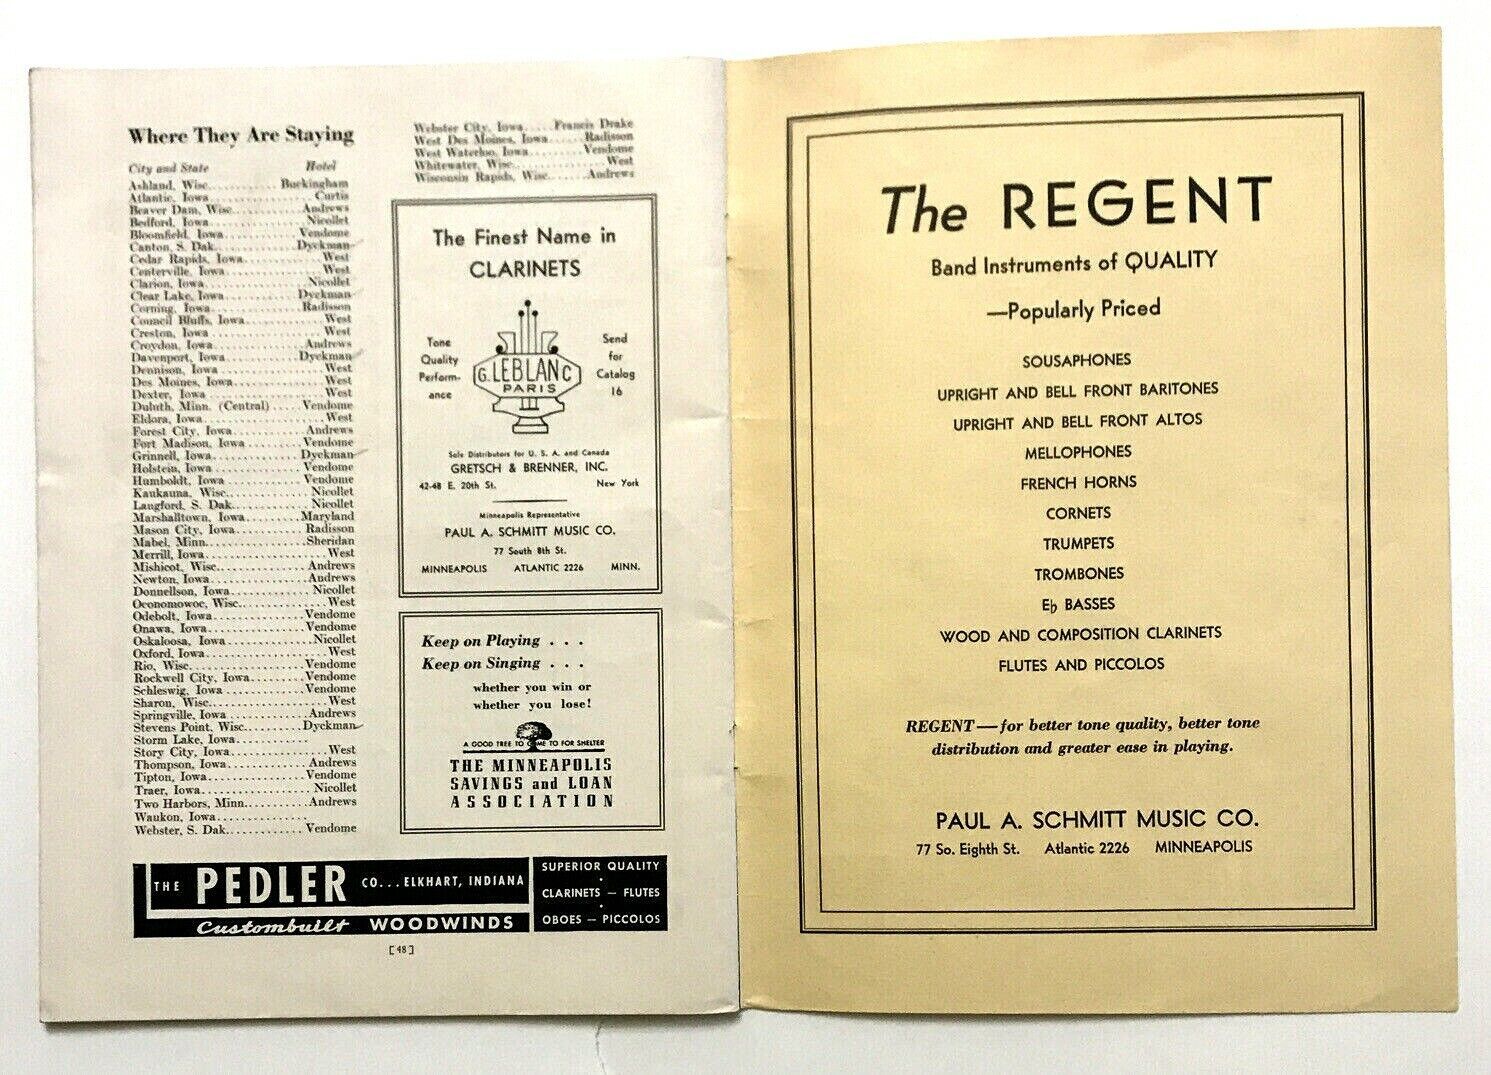 Where They Are Staying
City and State Hotel
Ashland, Wisc............ Buckingham
Atlantic, Iowa................ Curtis
Beaver Dam, Wisc........... Andrews
Bedford, Iowa............... Nicollet
Bloomfield, Iowa........... Vendome
Canton, S. Dak............. Dyckman
Cedar Rapids, Iowa............. West
Centerville, Iowa............... West
Clarion, Iowa............... Nicollet
Clear Lake, Iowa........... Dyckman
Corning, Iowa.............. Radisson
Council Bluffs, Iowa............ West
Creston, Iowa.................. West
Croydon, Iowa.............. Andrews
Davenport, Iowa............ Dyckman
Dennison, Iowa................. West
Des Moines, Iowa............... West
Dexter, Iowa................... West
Duluth, Minn. (Central).... Vendome
Eldora, Iowa................... West
Forest City, Iowa........... Andrews
Fort Madison, Iowa......... Vendome
Grinnell, Iowa.............. Dyckman
Holstein, Iowa.............. Vendome
Humboldt, Iowa............. Vendome
Kaukauna, Wisc............. Nicollet
Langford, S. Dak............ Nicollet
Marshalltown, Iowa......... Maryland
Mason City, Iowa............ Radisson
Mabel, Minn................. Sheridan
Merrill, Iowa................... West
Mishicot, Wisc.............. Andrews
Newton, Iowa............... Andrews
Donnellson, Iowa............ Nicollet
Oconomowoc, Wisc............. West
Odebolt, Iowa.............. Vendome
Onawa, Iowa............... Vendome
Oskaloosa, Iowa............. Nicollet
Oxford, Iowa................... West
Rio, Wisc.................. Vendome
Rockwell City, Iowa......... Vendome
Schleswig, Iowa............ Vendome
Sharon, Wisc................... West
Springville, Iowa............ Andrews
Stevens Point, Wisc......... Dyckman
Storm Lake, Iowa.............
Story City, Iowa................ West
Thompson, Iowa............. Andrews
Tipton, Iowa................ Vendome
Traer, Iowa................. Nicollet
Two Harbors, Minn.......... Andrews
Waukon, Iowa...............
Webster, S. Dak............ Vendome
Webster City, Iowa..... Francis Drake
West Des Moines, Iowa...... Radisson
West Waterloo, Iowa........ Vendome
Whitewater, Wisc............... West
Wisconsin Rapids, Wisc...... Andrews
The Finest Name in
CLARINETS
Tone
Quality
Perform-
ance
G. LEBLANC
PARIS
Send
for
Catalog
16
Sole Distributors for U. S. A. and Canada
GRETSCH & BRENNER, INC.
42-48 E. 20th St. New York
Minneapolis Representative
PAUL A. SCHMITT MUSIC CO.
77 South 8th St.
MINNEAPOLIS ATLANTIC 2226 MINN.
Keep on Playing . . .
Keep on Singing . . .
whether you win or
whether you lose!
A GOOD TREE TO COME TO FOR SHELTER
THE MINNEAPOLIS
SAVINGS and LOAN
ASSOCIATION
THE PEDLER CO... ELKHART, INDIANA
Custombuilt WOODWINDS
SUPERIOR QUALITY
CLARINETS – FLUTES
OBOES – PICCOLOS
[48]
The REGENT
Band Instruments of QUALITY
—Popularly Priced
SOUSAPHONES
UPRIGHT AND BELL FRONT BARITONES
UPRIGHT AND BELL FRONT ALTOS
MELLOPHONES
FRENCH HORNS
CORNETS
TRUMPETS
TROMBONES
E♭ BASSES
WOOD AND COMPOSITION CLARINETS
FLUTES AND PICCOLOS
REGENT—for better tone quality, better tone
distribution and greater ease in playing.
PAUL A. SCHMITT MUSIC CO.
77 So. Eighth St. Atlantic 2226 MINNEAPOLIS